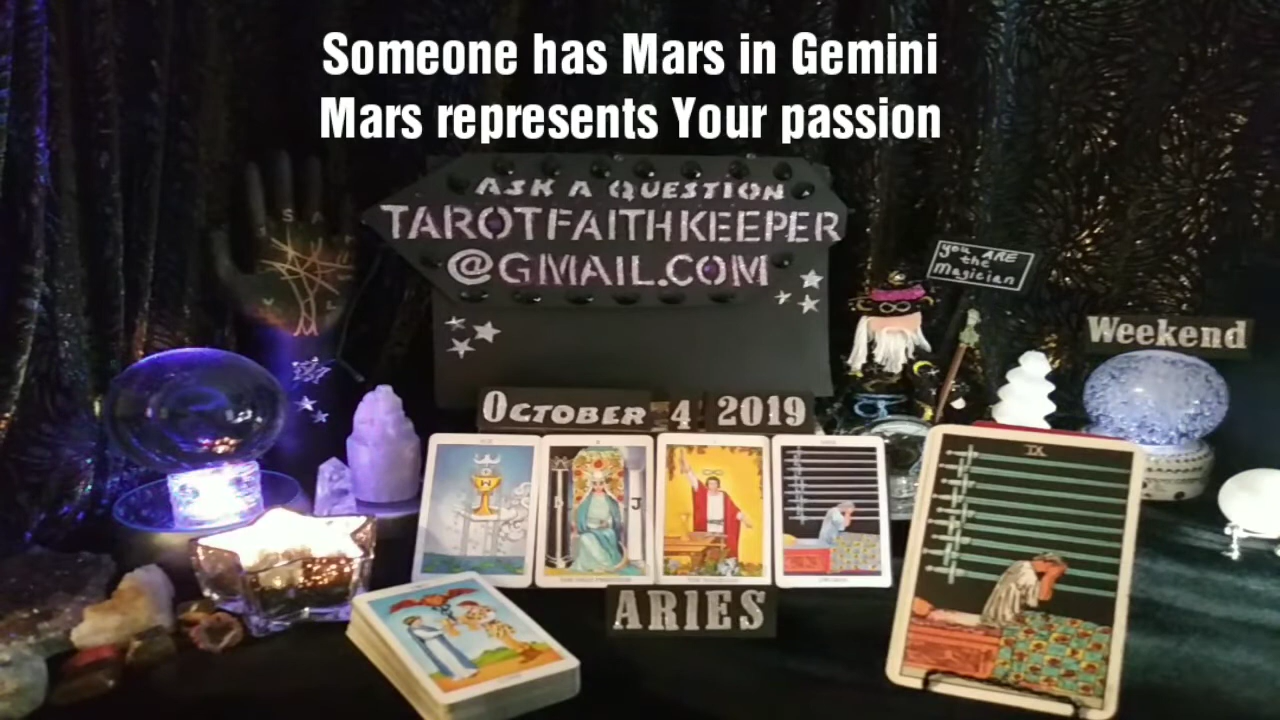 Someone has Mars in Gemini
Mars represents Your passion
ASK A QUESTION
TAROTFAITHKEEPER
@GMAIL.COM
you ARE
the
Magician
Weekend
OCTOBER 4 2019
IX
ARIES